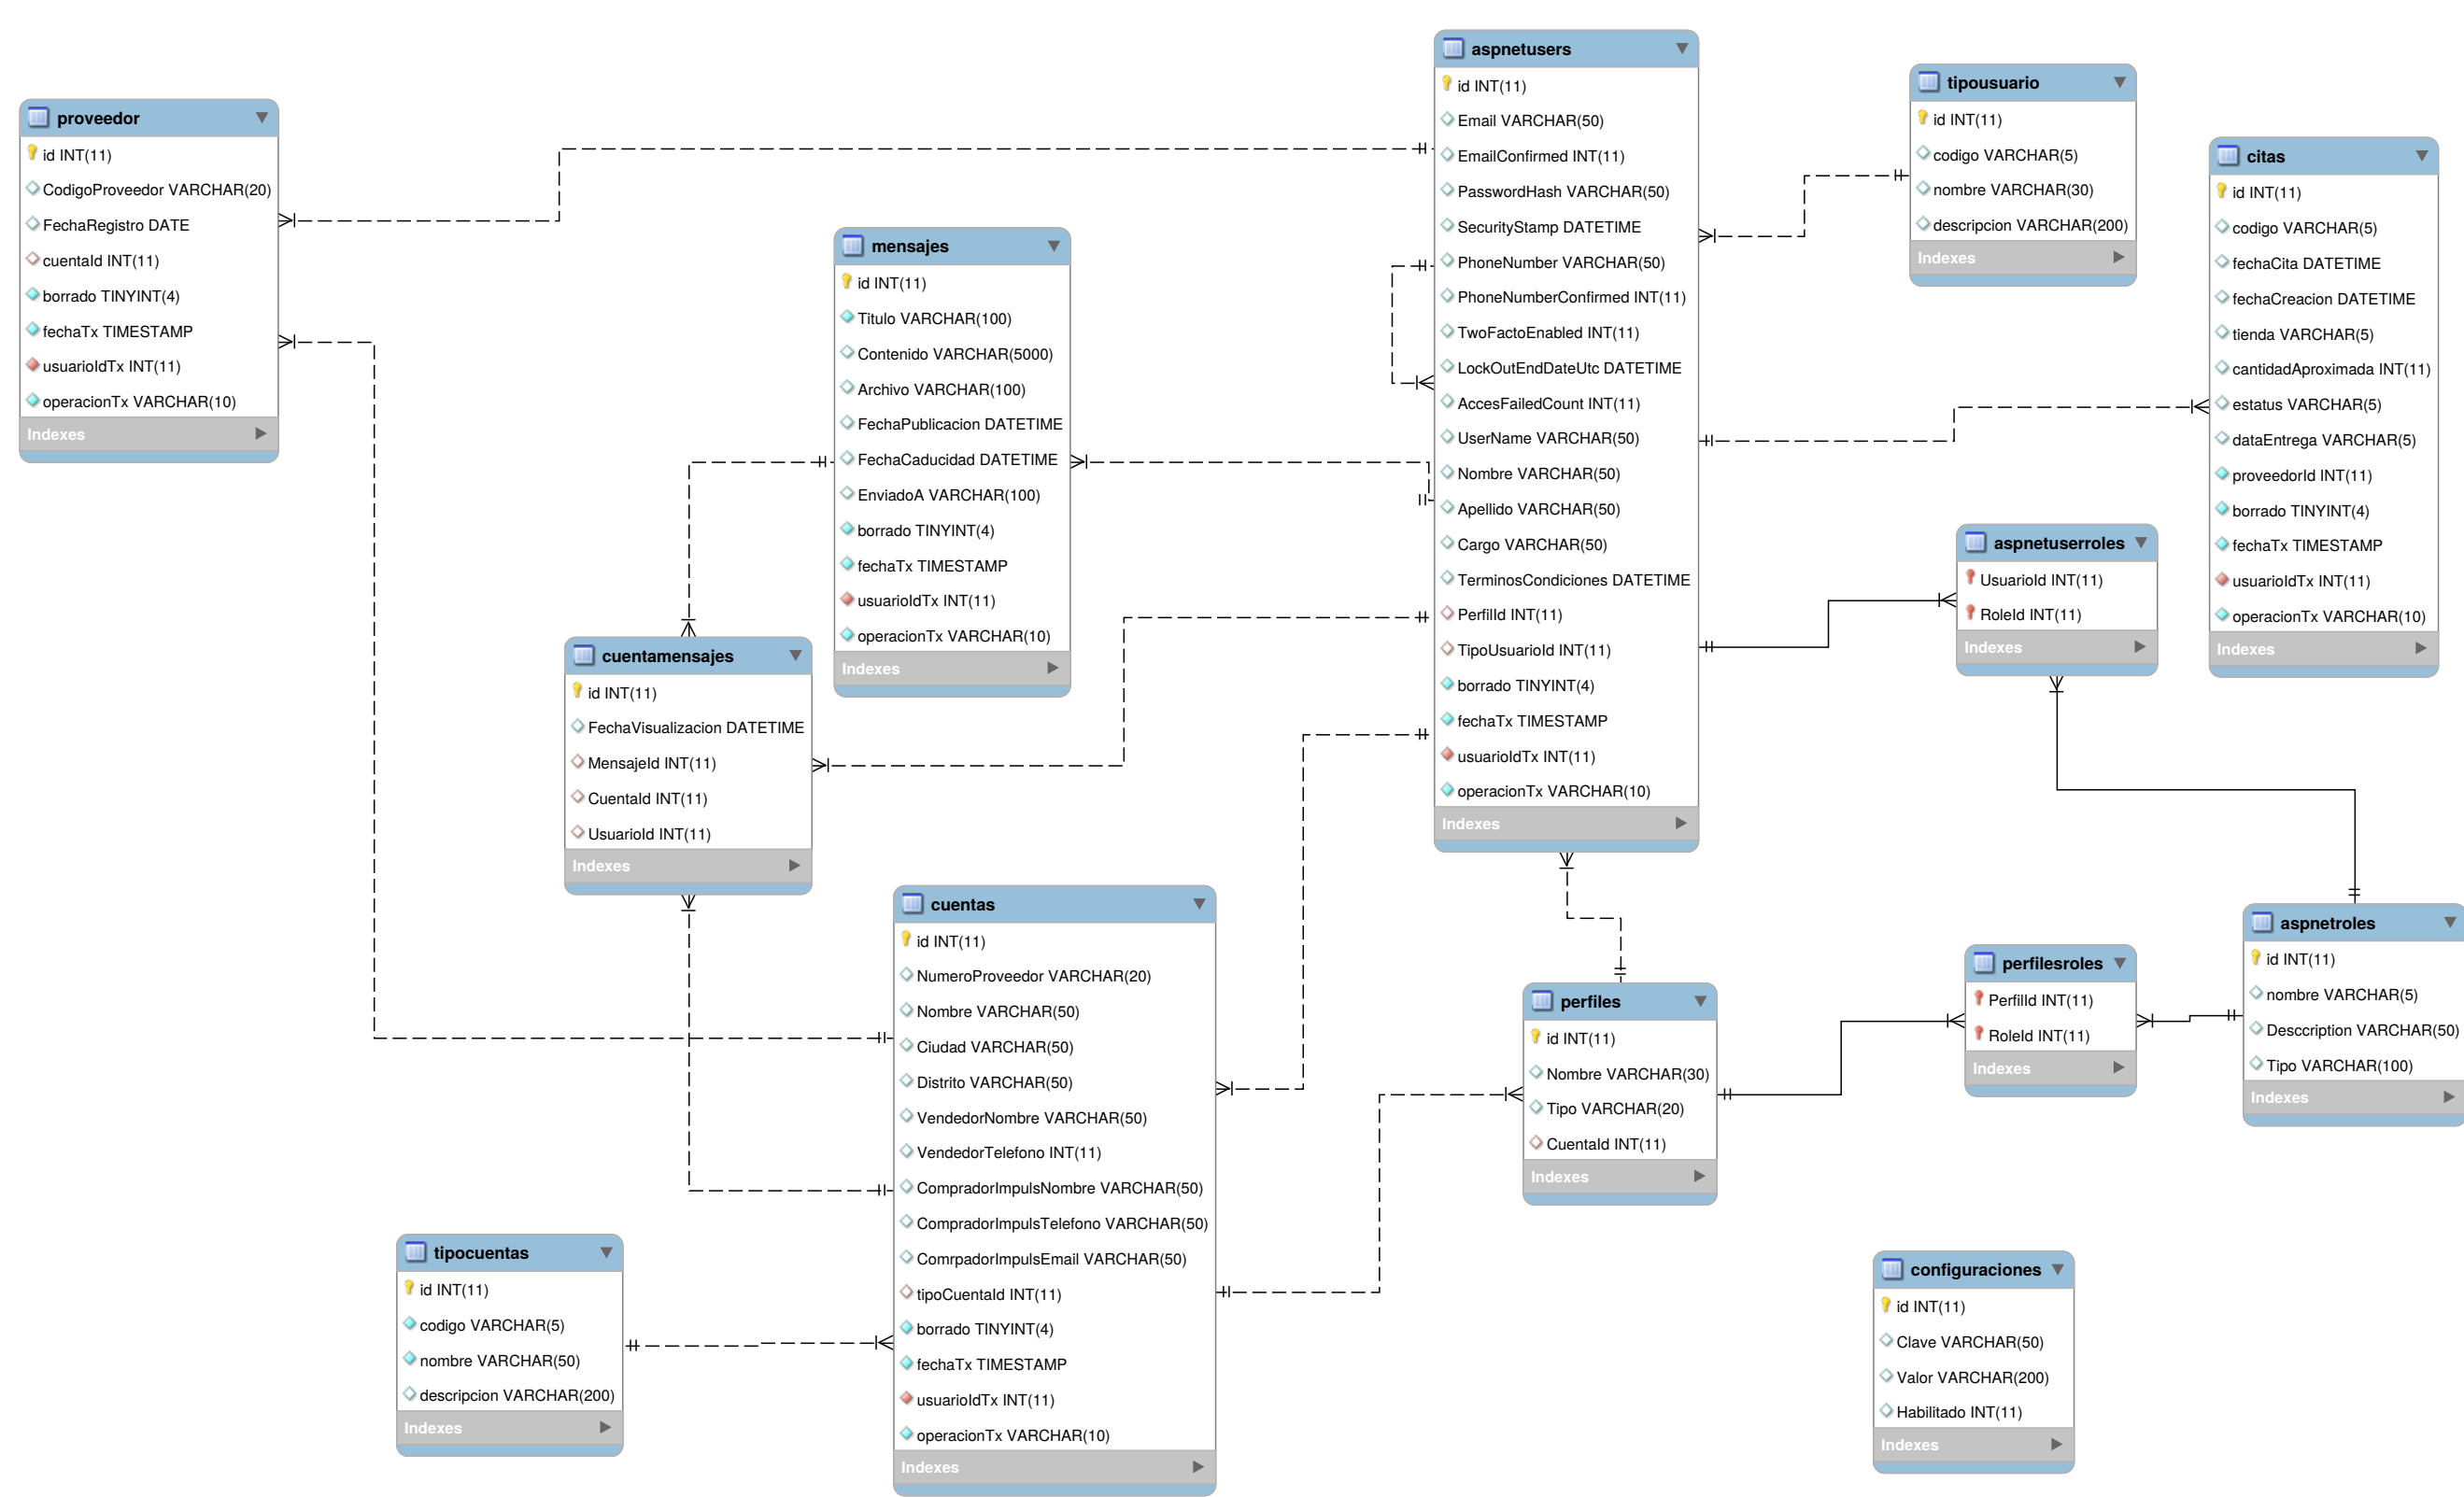 proveedor
id INT(11)
CodigoProveedor VARCHAR(20)
FechaRegistro DATE
cuentaId INT(11)
borrado TINYINT(4)
fechaTx TIMESTAMP
usuarioIdTx INT(11)
operacionTx VARCHAR(10)
Indexes
mensajes
id INT(11)
Titulo VARCHAR(100)
Contenido VARCHAR(5000)
Archivo VARCHAR(100)
FechaPublicacion DATETIME
FechaCaducidad DATETIME
EnviadoA VARCHAR(100)
borrado TINYINT(4)
fechaTx TIMESTAMP
usuarioIdTx INT(11)
operacionTx VARCHAR(10)
Indexes
aspnetusers
id INT(11)
Email VARCHAR(50)
EmailConfirmed INT(11)
PasswordHash VARCHAR(50)
SecurityStamp DATETIME
PhoneNumber VARCHAR(50)
PhoneNumberConfirmed INT(11)
TwoFactoEnabled INT(11)
LockOutEndDateUtc DATETIME
AccesFailedCount INT(11)
UserName VARCHAR(50)
Nombre VARCHAR(50)
Apellido VARCHAR(50)
Cargo VARCHAR(50)
TerminosCondiciones DATETIME
PerfilId INT(11)
TipoUsuarioId INT(11)
borrado TINYINT(4)
fechaTx TIMESTAMP
usuarioIdTx INT(11)
operacionTx VARCHAR(10)
Indexes
tipousuario
id INT(11)
codigo VARCHAR(5)
nombre VARCHAR(30)
descripcion VARCHAR(200)
Indexes
citas
id INT(11)
codigo VARCHAR(5)
fechaCita DATETIME
fechaCreacion DATETIME
tienda VARCHAR(5)
cantidadAproximada INT(11)
estatus VARCHAR(5)
dataEntrega VARCHAR(5)
proveedorId INT(11)
borrado TINYINT(4)
fechaTx TIMESTAMP
usuarioIdTx INT(11)
operacionTx VARCHAR(10)
Indexes
aspnetuserroles
UsuarioId INT(11)
RoleId INT(11)
Indexes
cuentamensajes
id INT(11)
FechaVisualizacion DATETIME
MensajeId INT(11)
CuentaId INT(11)
UsuarioId INT(11)
Indexes
cuentas
id INT(11)
NumeroProveedor VARCHAR(20)
Nombre VARCHAR(50)
Ciudad VARCHAR(50)
Distrito VARCHAR(50)
VendedorNombre VARCHAR(50)
VendedorTelefono INT(11)
CompradorImpulsNombre VARCHAR(50)
CompradorImpulsTelefono VARCHAR(50)
ComrpadorImpulsEmail VARCHAR(50)
tipoCuentaId INT(11)
borrado TINYINT(4)
fechaTx TIMESTAMP
usuarioIdTx INT(11)
operacionTx VARCHAR(10)
Indexes
perfiles
id INT(11)
Nombre VARCHAR(30)
Tipo VARCHAR(20)
CuentaId INT(11)
Indexes
perfilesroles
PerfilId INT(11)
RoleId INT(11)
Indexes
aspnetroles
id INT(11)
nombre VARCHAR(5)
Desccription VARCHAR(50)
Tipo VARCHAR(100)
Indexes
tipocuentas
id INT(11)
codigo VARCHAR(5)
nombre VARCHAR(50)
descripcion VARCHAR(200)
Indexes
configuraciones
id INT(11)
Clave VARCHAR(50)
Valor VARCHAR(200)
Habilitado INT(11)
Indexes